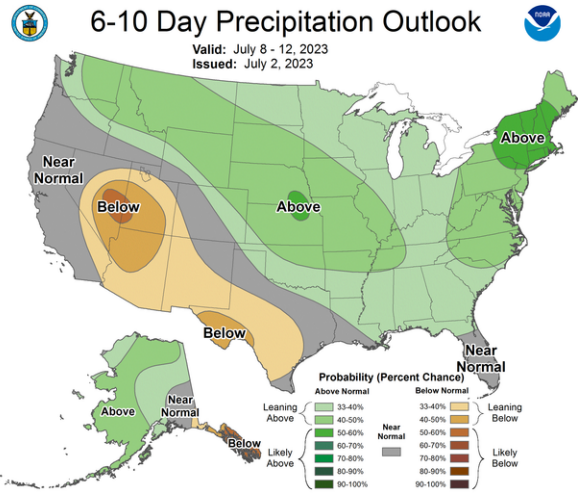 6-10 Day Precipitation Outlook
Valid: July 8 - 12, 2023
Issued: July 2, 2023
NOAA
Above
Near
Normal
Below
Above
Below
Near
Normal
Above
Near
Normal
Below
Probability (Percent Chance)
Above Normal
Below Normal
Leaning
Above
33-40%
40-50%
Likely
Above
50-60%
60-70%
70-80%
80-90%
90-100%
Near
Normal
33-40%
40-50%
Leaning
Below
50-60%
60-70%
70-80%
80-90%
90-100%
Likely
Below